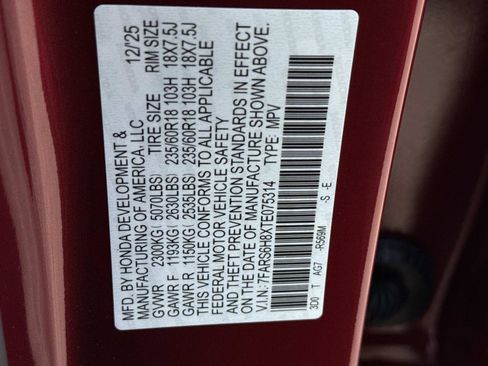 MFD. BY HONDA DEVELOPMENT & 12/25
MANUFACTURING OF AMERICA, LLC
GVWR 2300KG( 5070LBS) TIRE SIZE RIM SIZE
GAWR F 1193KG( 2630LBS) 235/60R18 103H 18X7.5J
GAWR R 1150KG( 2535LBS) 235/60R18 103H 18X7.5J
THIS VEHICLE CONFORMS TO ALL APPLICABLE
FEDERAL MOTOR VEHICLE SAFETY
AND THEFT PREVENTION STANDARDS IN EFFECT
ON THE DATE OF MANUFACTURE SHOWN ABOVE.
V.I.N.: 7FARS6H8XTE075314 TYPE: MPV
3D0 T AG7 -R569M -S -E